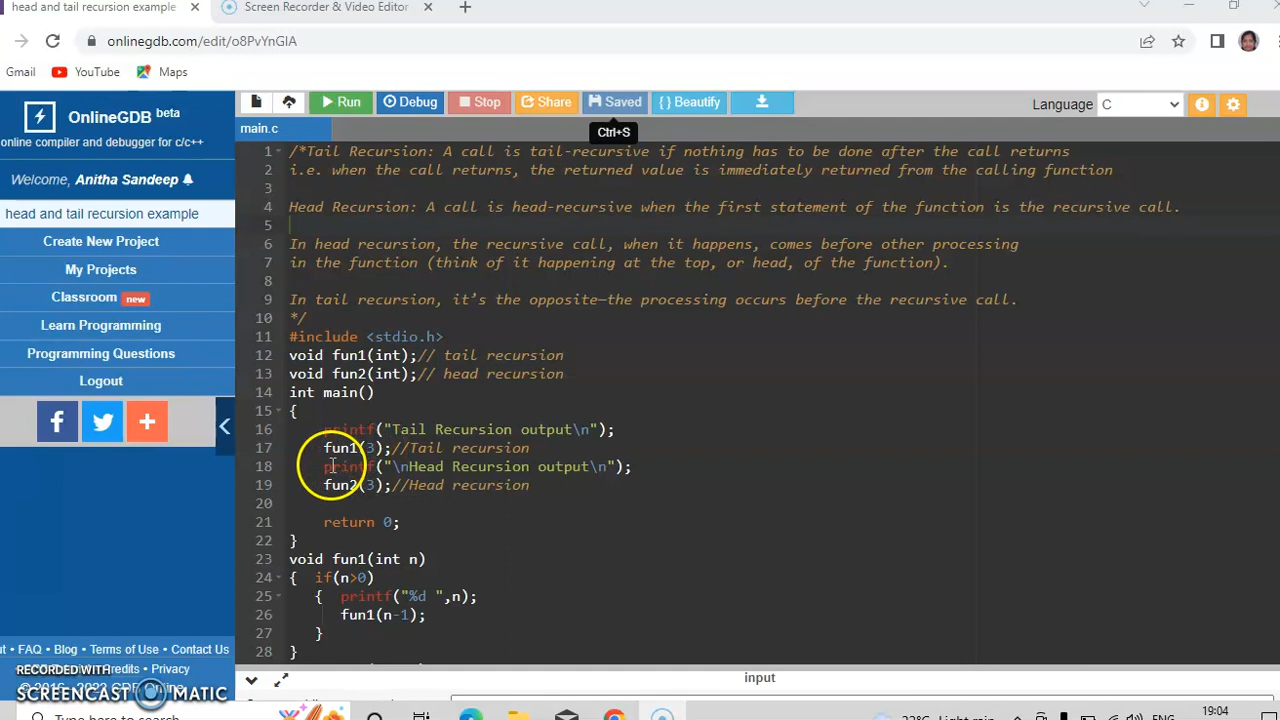 head and tail recursion example
Screen Recorder & Video Editor
onlinegdb.com/edit/o8PvYnGIA
Gmail YouTube Maps
OnlineGDB beta
online compiler and debugger for c/c++
Welcome, Anitha Sandeep
head and tail recursion example
Create New Project
My Projects
Classroom new
Learn Programming
Programming Questions
Logout
• FAQ • Blog • Terms of Use • Contact Us
Credits • Privacy
RECORDED WITH
SCREENCAST MATIC
Run Debug Stop Share Saved { } Beautify
Language C
Ctrl+S
main.c
1 /*Tail Recursion: A call is tail-recursive if nothing has to be done after the call returns
2 i.e. when the call returns, the returned value is immediately returned from the calling function
3
4 Head Recursion: A call is head-recursive when the first statement of the function is the recursive call.
5
6 In head recursion, the recursive call, when it happens, comes before other processing
7 in the function (think of it happening at the top, or head, of the function).
8
9 In tail recursion, it’s the opposite—the processing occurs before the recursive call.
10 */
11 #include <stdio.h>
12 void fun1(int);// tail recursion
13 void fun2(int);// head recursion
14 int main()
15 {
16 printf("Tail Recursion output\n");
17 fun1(3);//Tail recursion
18 printf("\nHead Recursion output\n");
19 fun2(3);//Head recursion
20
21 return 0;
22 }
23 void fun1(int n)
24 { if(n>0)
25 { printf("%d ",n);
26 fun1(n-1);
27 }
28 }
input
Type here to search
19:04